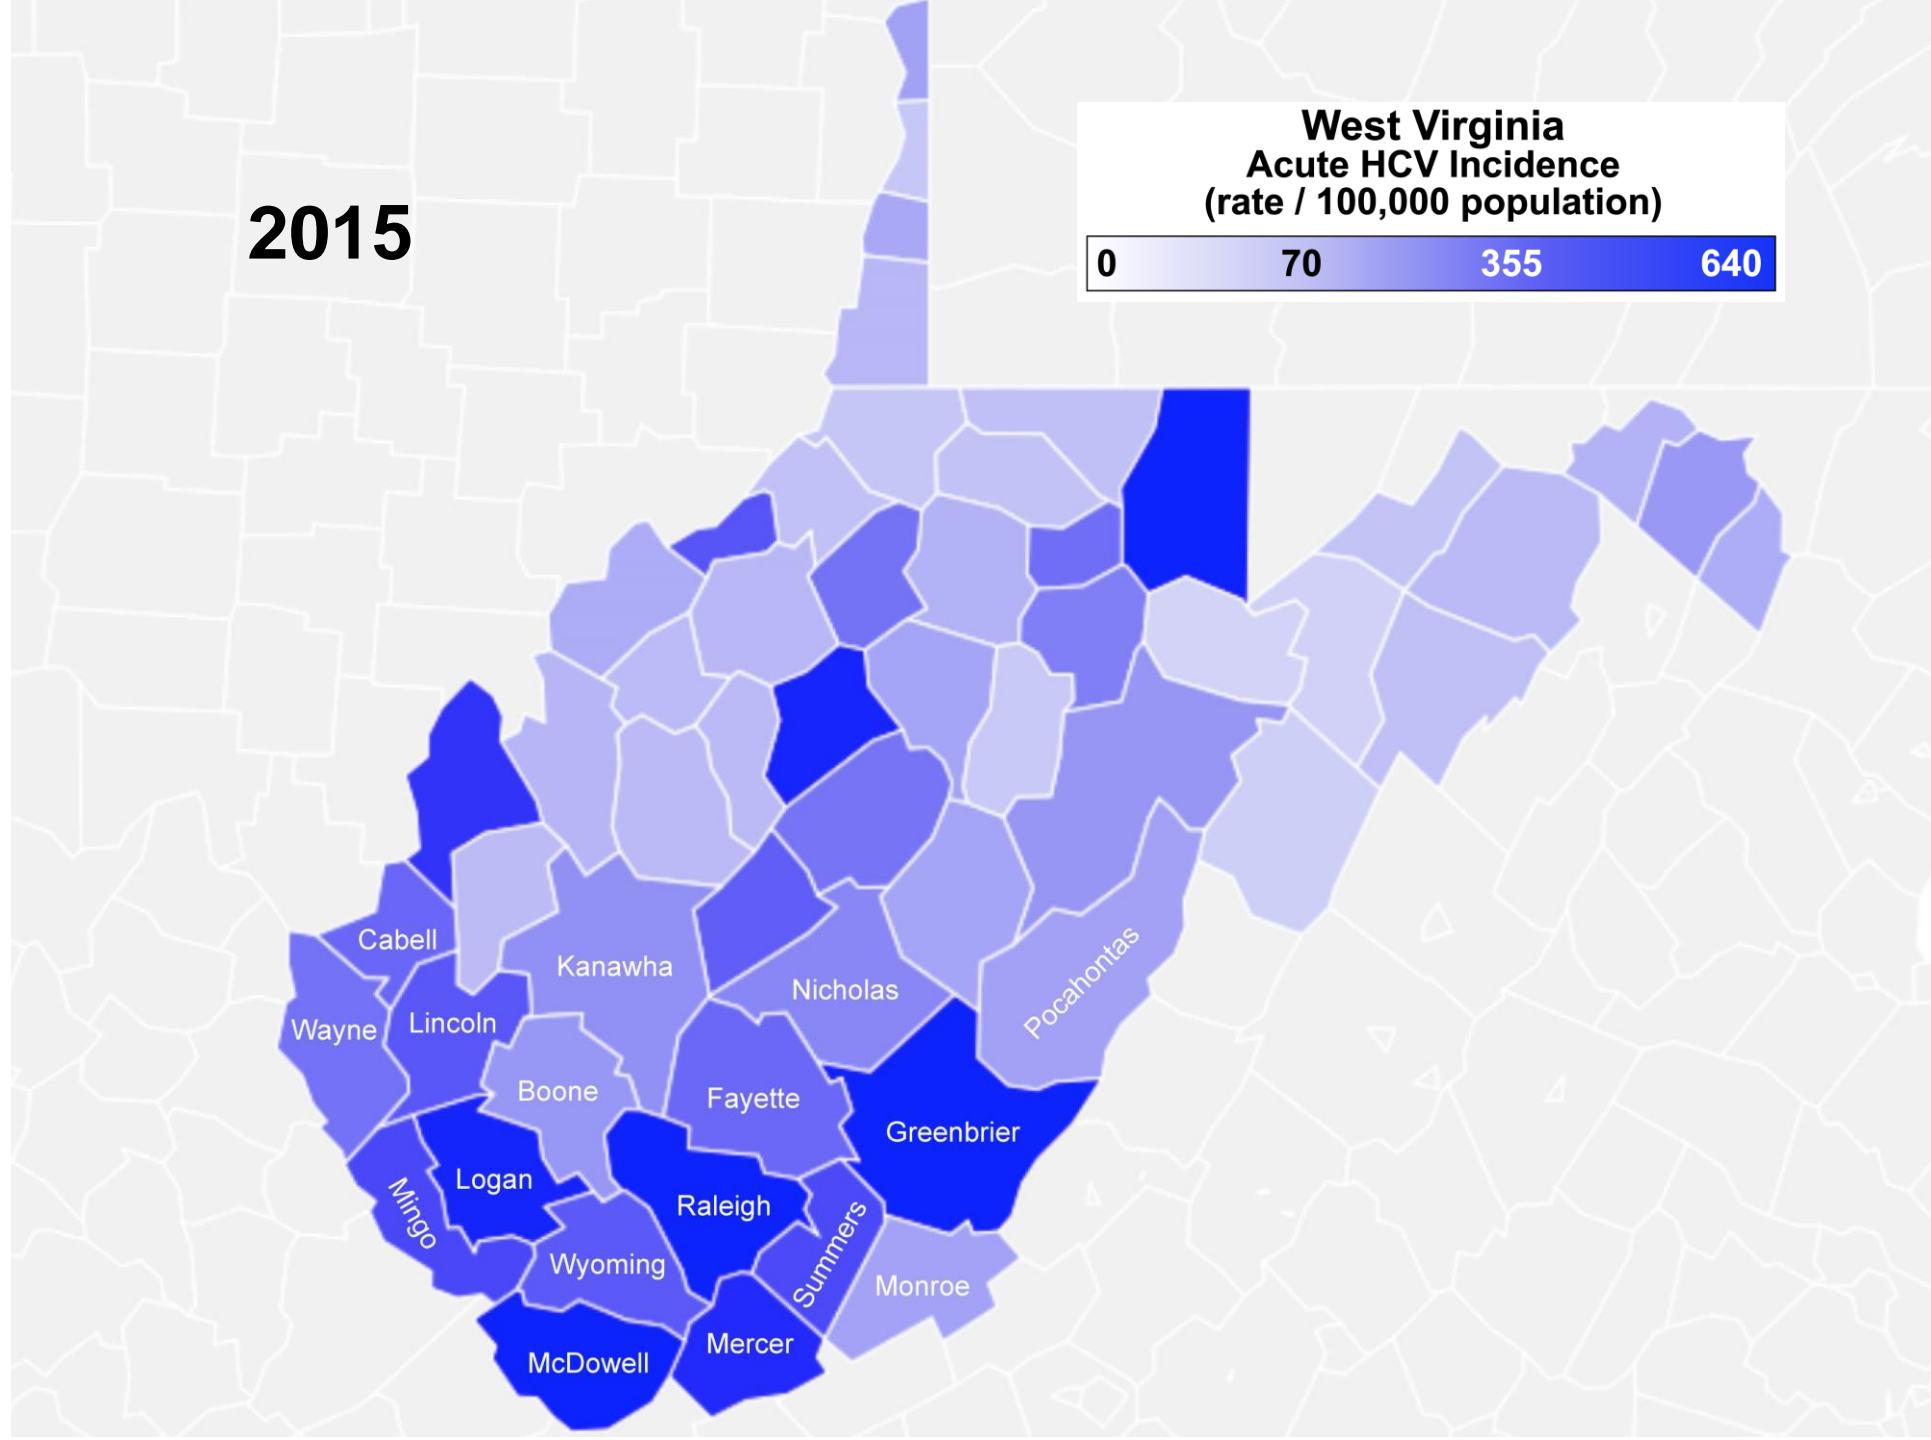 West Virginia
Acute HCV Incidence
(rate / 100,000 population)
2015
0 70 355 640
Cabell
Kanawha
Nicholas
Pocahontas
Wayne
Lincoln
Boone
Fayette
Greenbrier
Logan
Mingo
Raleigh
Summers
Wyoming
Monroe
Mercer
McDowell